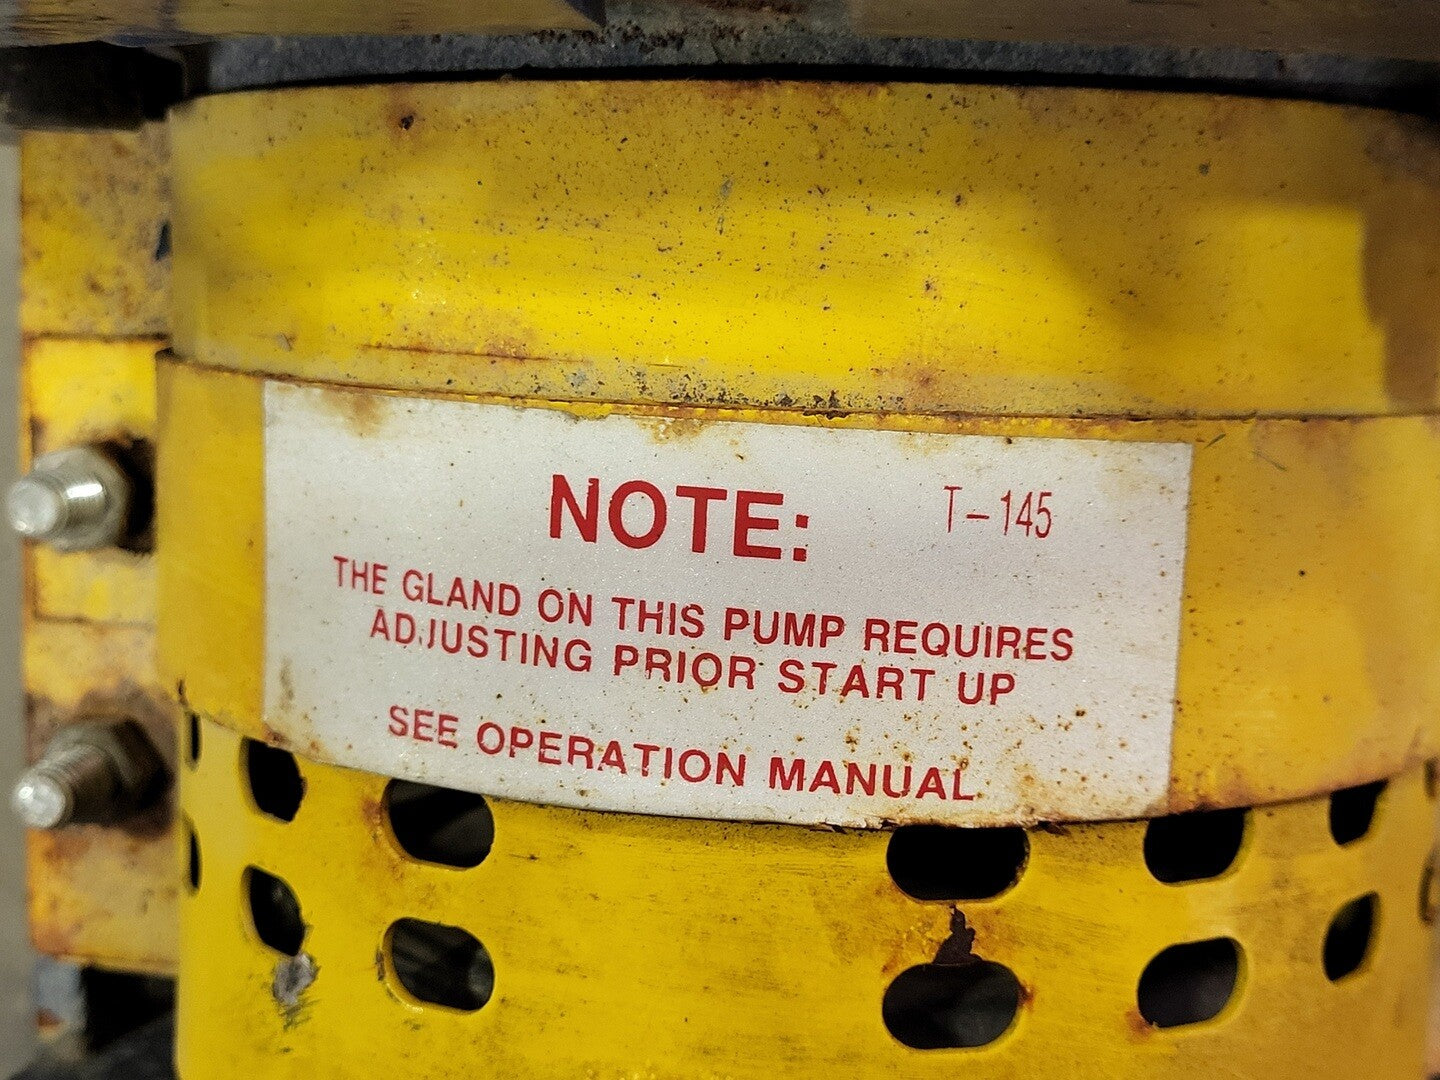 NOTE: T-145
THE GLAND ON THIS PUMP REQUIRES
ADJUSTING PRIOR START UP
SEE OPERATION MANUAL